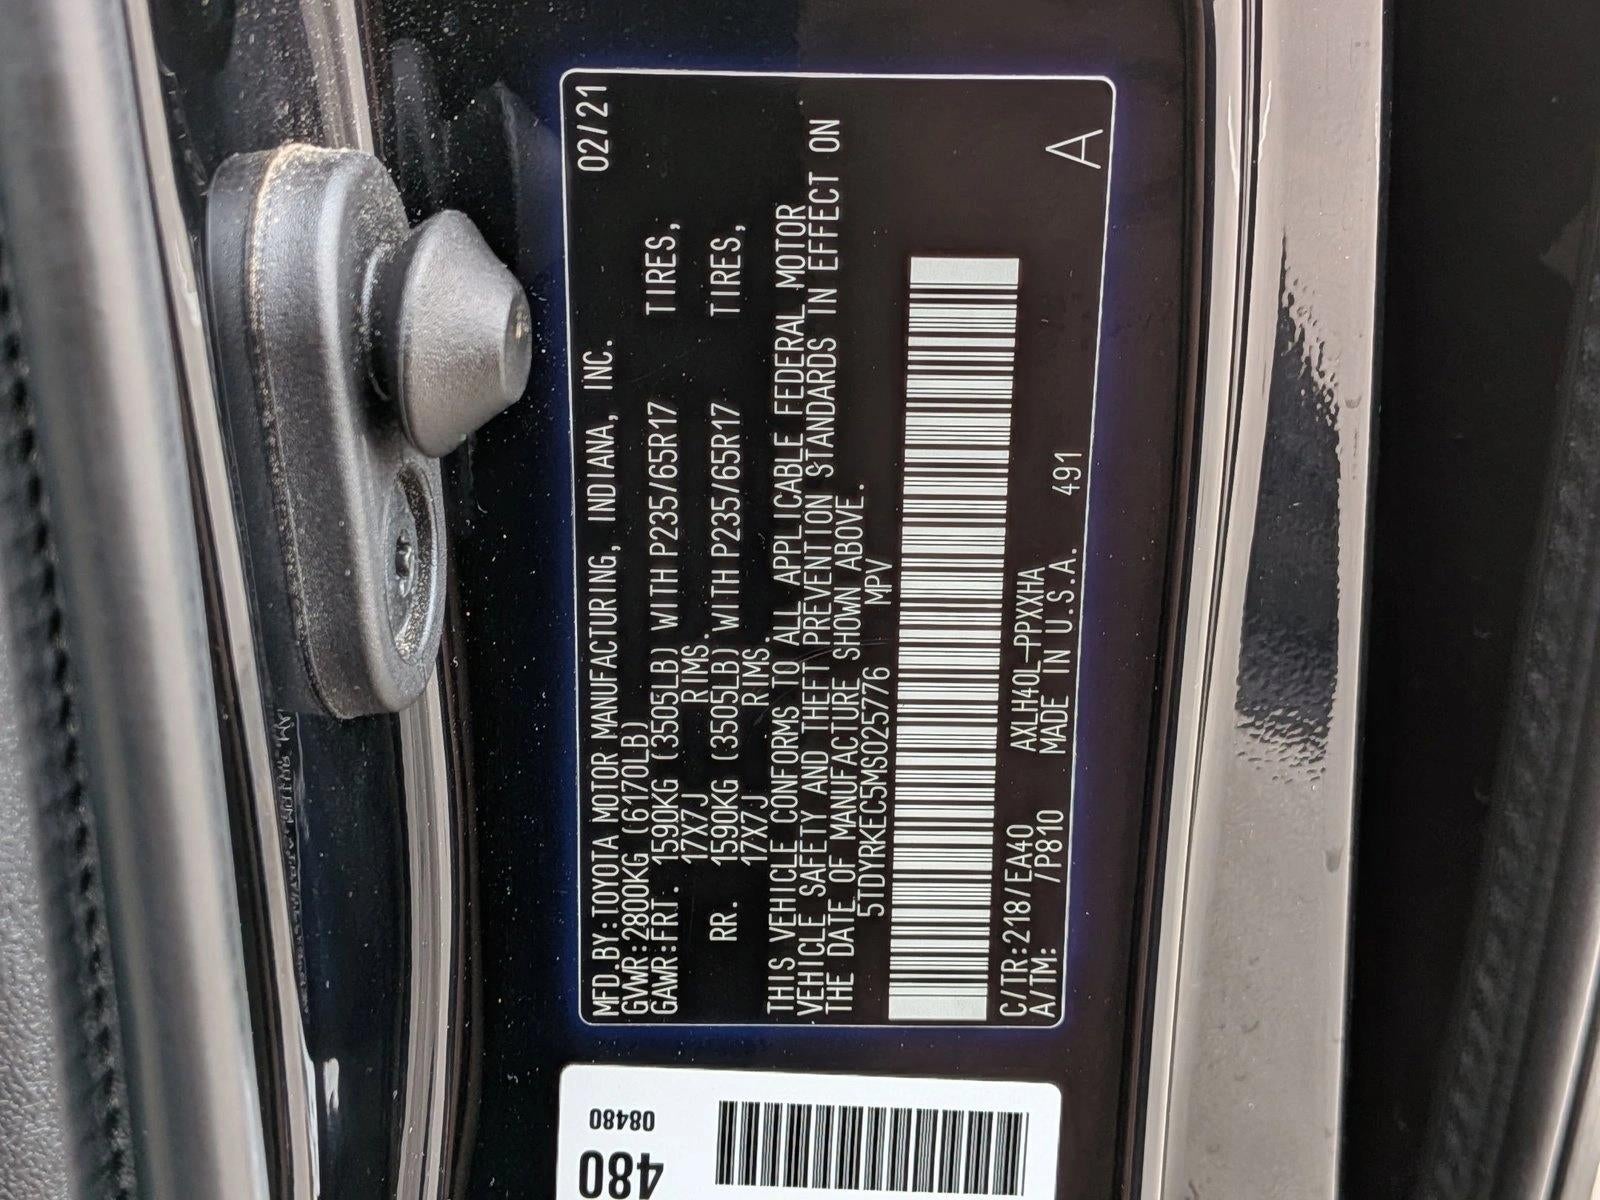 MFD.BY:TOYOTA MOTOR MANUFACTURING, INDIANA, INC. 02/21
GVWR:2800KG (6170LB)
GAWR:FRT. 1590KG (3505LB) WITH P235/65R17 TIRES,
17X7J RIMS.
RR. 1590KG (3505LB) WITH P235/65R17 TIRES,
17X7J RIMS.
THIS VEHICLE CONFORMS TO ALL APPLICABLE FEDERAL MOTOR
VEHICLE SAFETY AND THEFT PREVENTION STANDARDS IN EFFECT ON
THE DATE OF MANUFACTURE SHOWN ABOVE.
5TDYRKEC5MS025776 MPV
C/TR:218/EA40 AXLH40L-PPXXHA
A/TM: /P810 MADE IN U.S.A. 491 A
08480
480